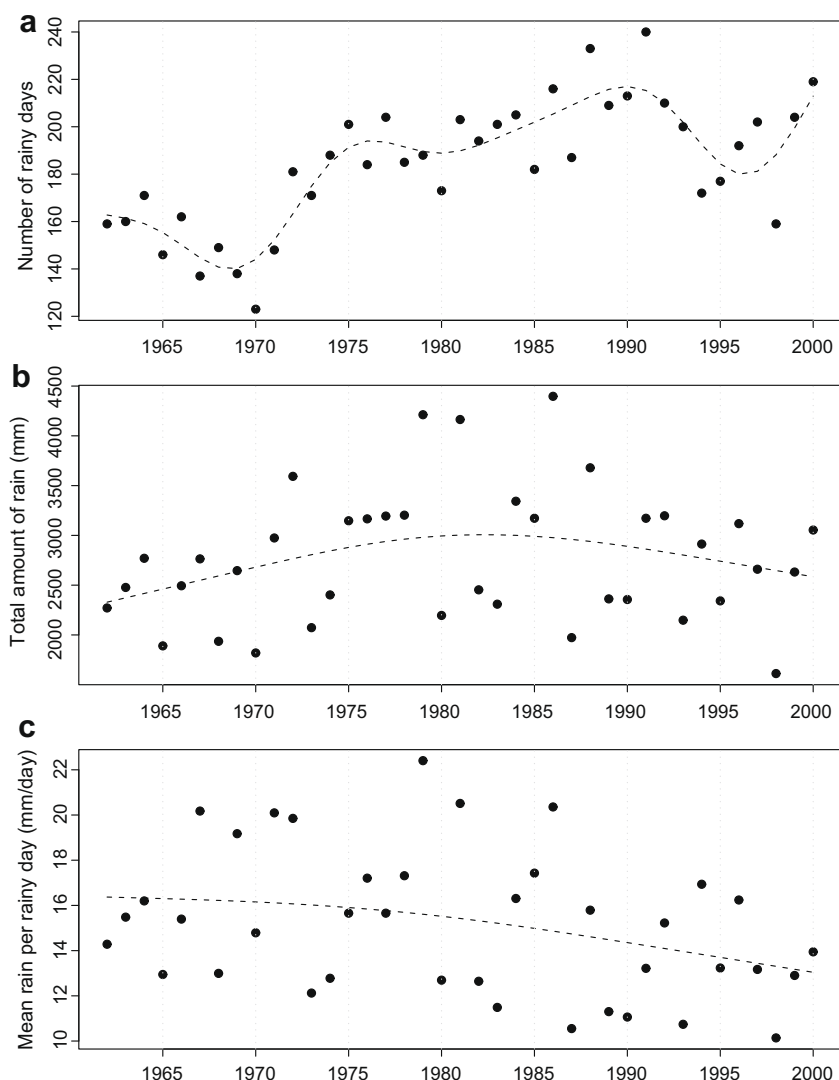 a
Number of rainy days
240
220
200
180
160
140
120
1965 1970 1975 1980 1985 1990 1995 2000
b
Total amount of rain (mm)
4500
4000
3500
3000
2500
2000
1965 1970 1975 1980 1985 1990 1995 2000
c
Mean rain per rainy day (mm/day)
22
20
18
16
14
12
10
1965 1970 1975 1980 1985 1990 1995 2000